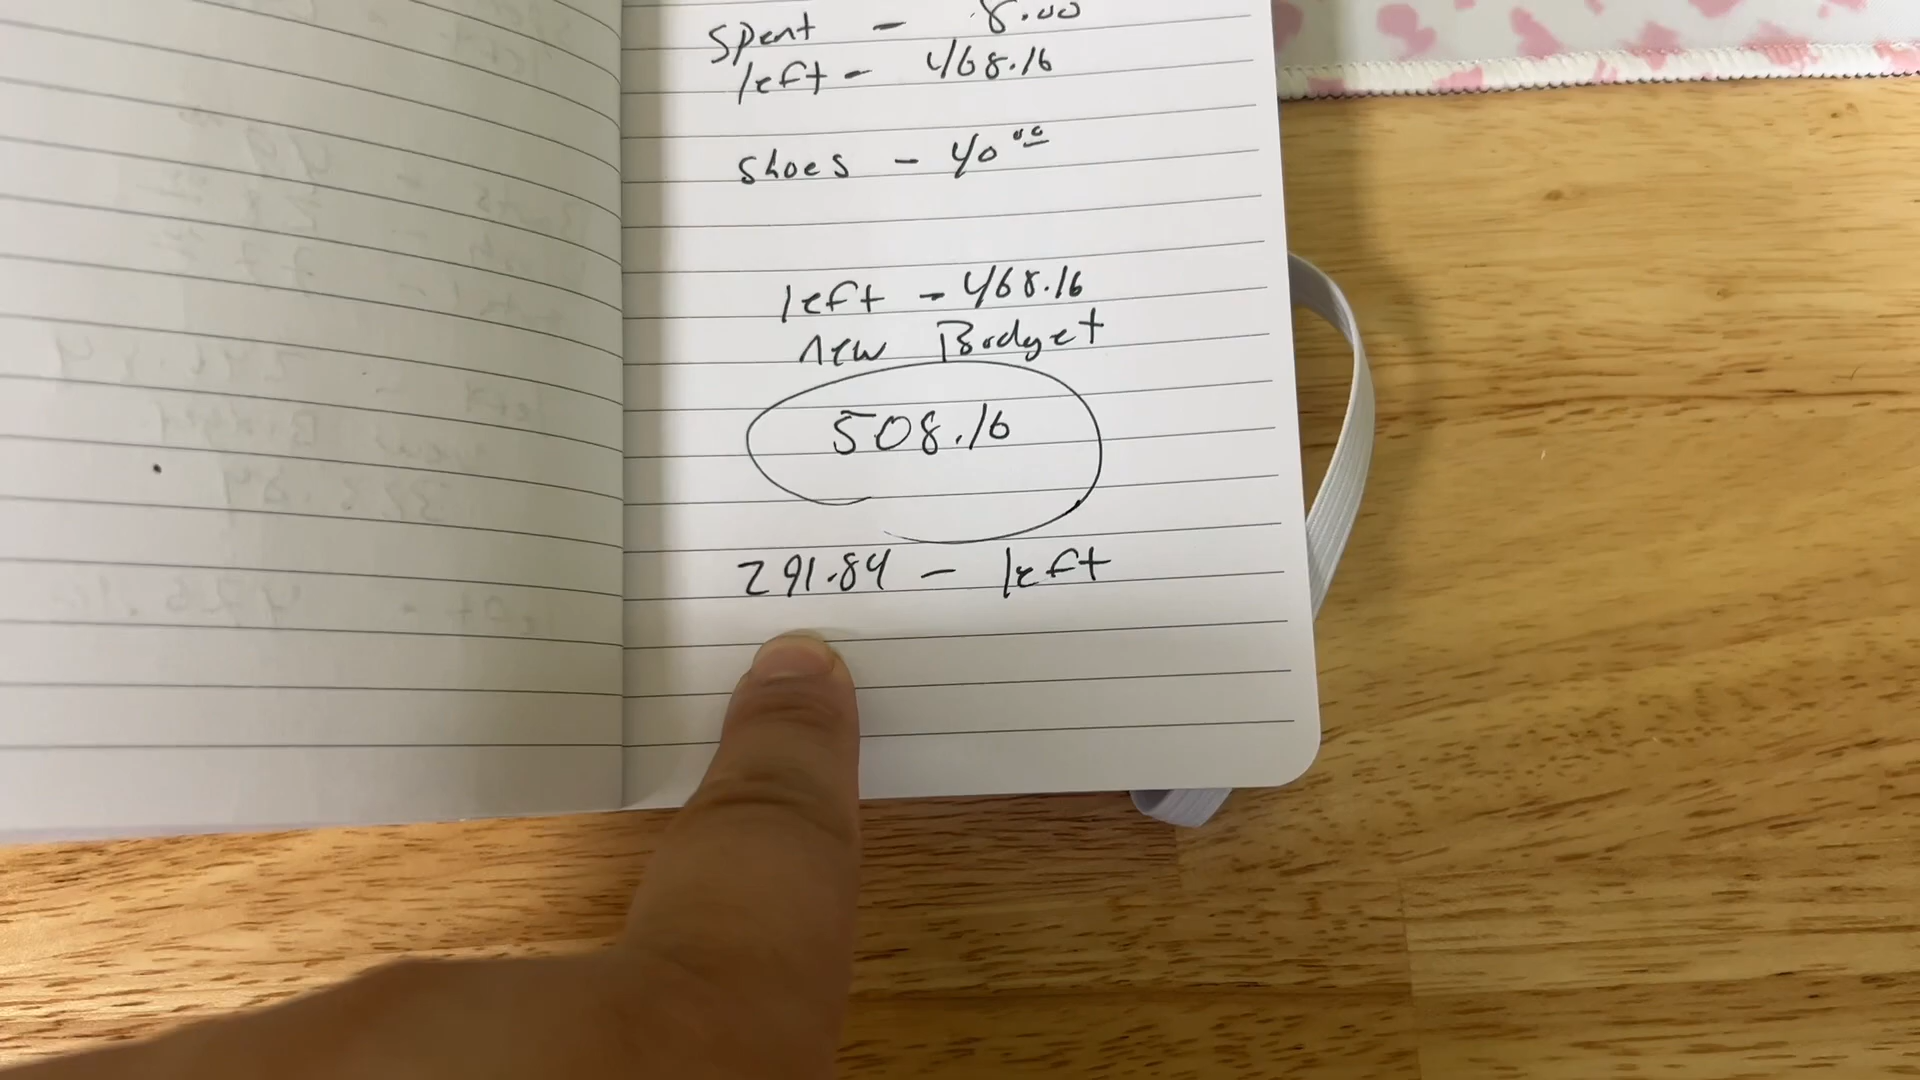 spent - 8.00
left - 468.16
shoes - 40 00
left - 468.16
new Budget
508.16
291.84 - left